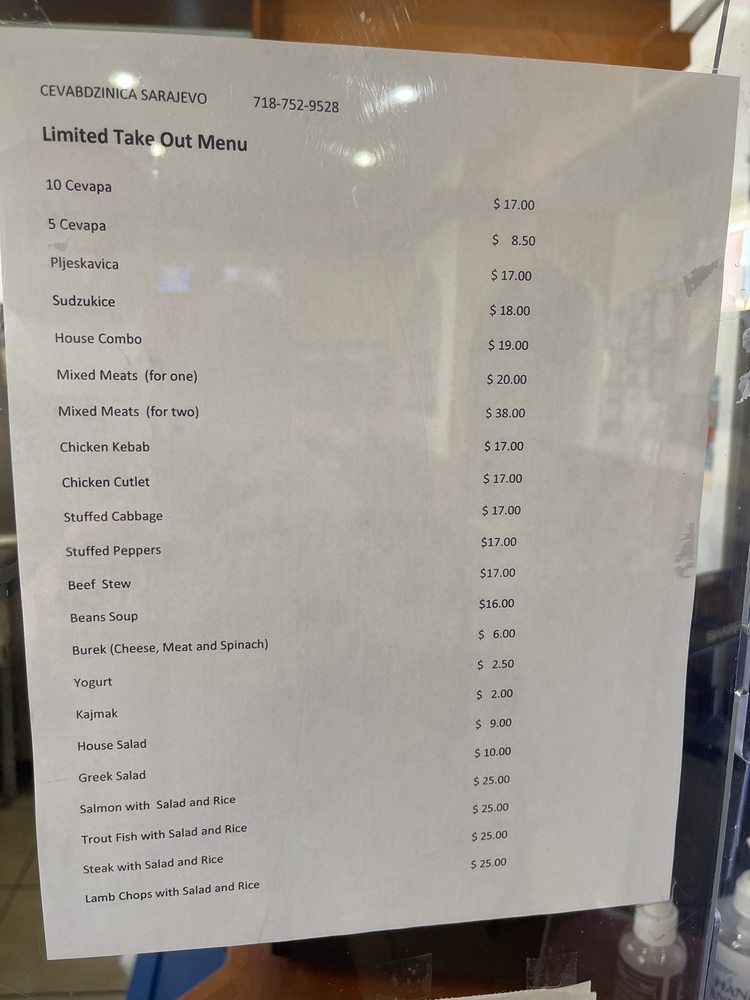 CEVABDZINICA SARAJEVO 718-752-9528
Limited Take Out Menu
10 Cevapa $ 17.00
5 Cevapa $ 8.50
Pljeskavica $ 17.00
Sudzukice $ 18.00
House Combo $ 19.00
Mixed Meats (for one) $ 20.00
Mixed Meats (for two) $ 38.00
Chicken Kebab $ 17.00
Chicken Cutlet $ 17.00
Stuffed Cabbage $ 17.00
Stuffed Peppers $17.00
Beef Stew $17.00
Beans Soup $16.00
Burek (Cheese, Meat and Spinach) $ 6.00
Yogurt $ 2.50
Kajmak $ 2.00
House Salad $ 9.00
Greek Salad $ 10.00
Salmon with Salad and Rice $ 25.00
Trout Fish with Salad and Rice $ 25.00
Steak with Salad and Rice $ 25.00
Lamb Chops with Salad and Rice $ 25.00